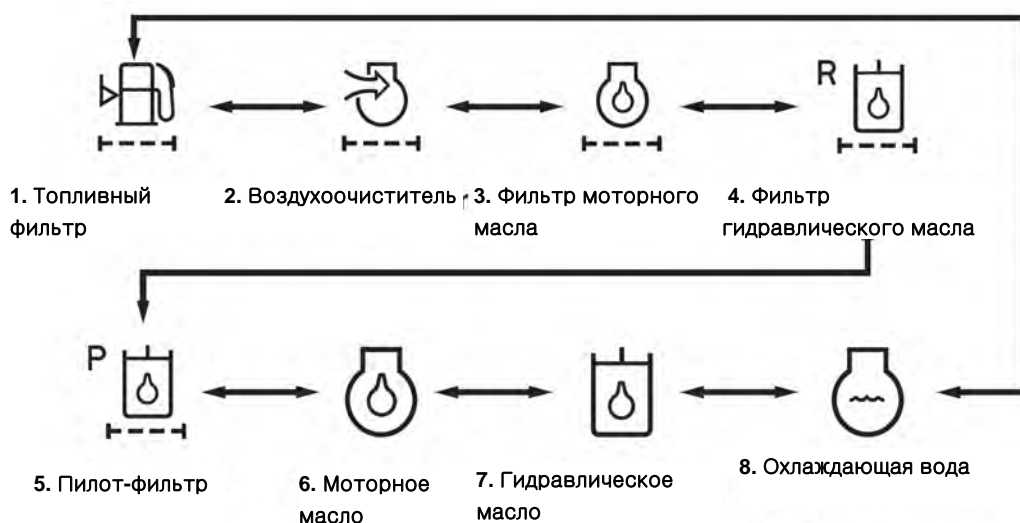 R
1. Топливный
фильтр
2. Воздухоочиститель
3. Фильтр моторного
масла
4. Фильтр
гидравлического масла
P
5. Пилот-фильтр
6. Моторное
масло
7. Гидравлическое
масло
8. Охлаждающая вода